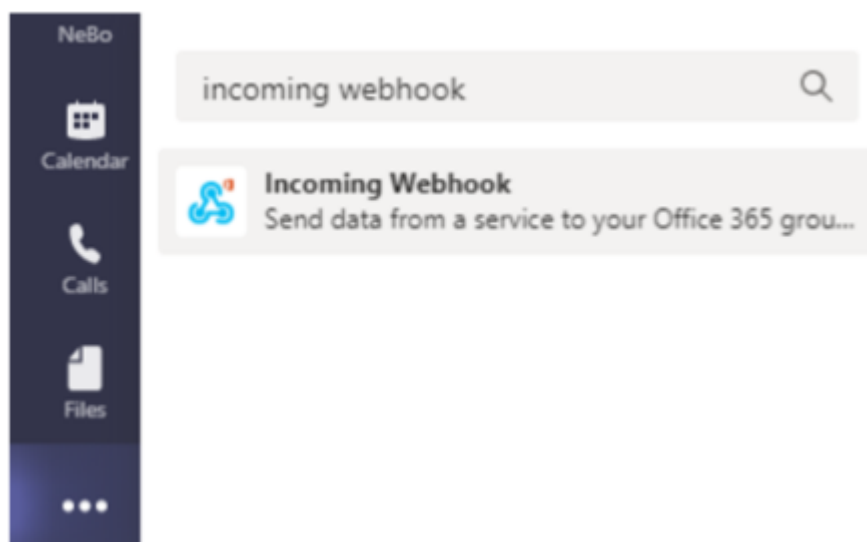 NeBo
Calendar
Calls
Files
incoming webhook
Incoming Webhook
Send data from a service to your Office 365 grou...